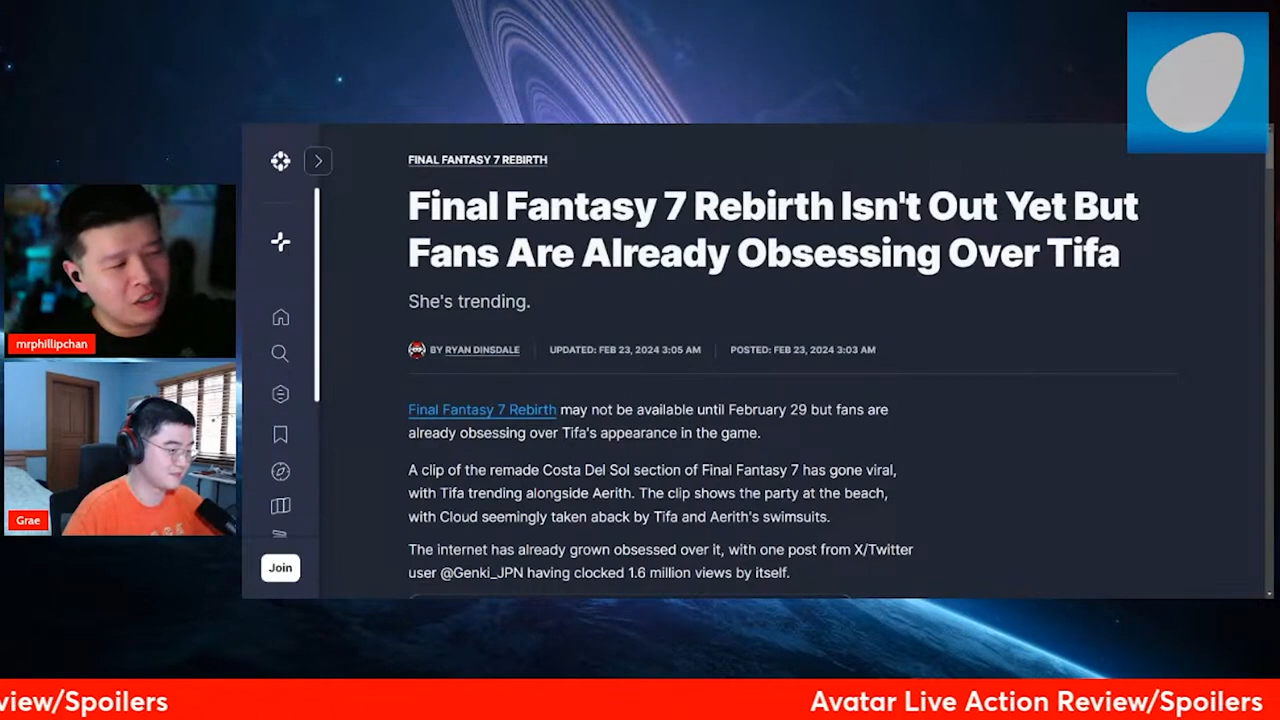 FINAL FANTASY 7 REBIRTH
Final Fantasy 7 Rebirth Isn't Out Yet But
Fans Are Already Obsessing Over Tifa
She's trending.
BY RYAN DINSDALE
UPDATED: FEB 23, 2024 3:05 AM
POSTED: FEB 23, 2024 3:03 AM
Final Fantasy 7 Rebirth may not be available until February 29 but fans are
already obsessing over Tifa's appearance in the game.
A clip of the remade Costa Del Sol section of Final Fantasy 7 has gone viral,
with Tifa trending alongside Aerith. The clip shows the party at the beach,
with Cloud seemingly taken aback by Tifa and Aerith's swimsuits.
The internet has already grown obsessed over it, with one post from X/Twitter
user @Genki_JPN having clocked 1.6 million views by itself.
Join
mrphillipchan
Grae
view/Spoilers
Avatar Live Action Review/Spoilers